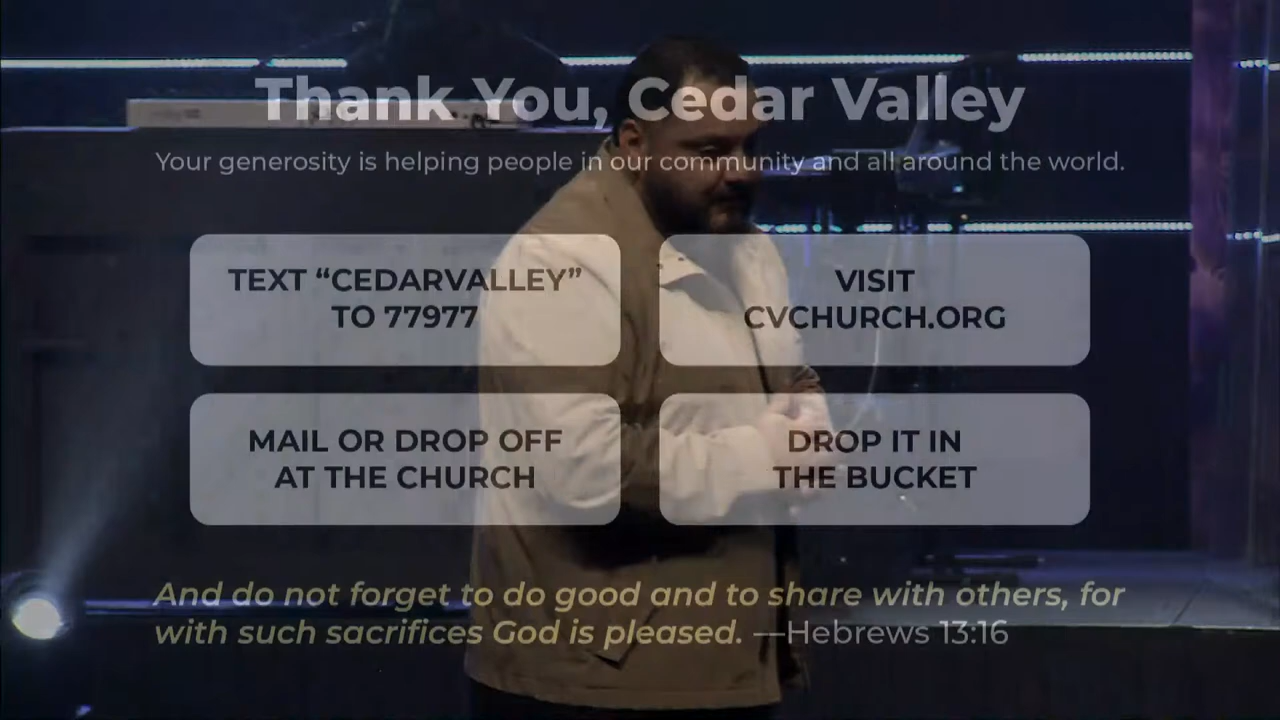 Thank You, Cedar Valley
Your generosity is helping people in our community and all around the world.
TEXT “CEDARVALLEY”
TO 77977
VISIT
CVCHURCH.ORG
MAIL OR DROP OFF
AT THE CHURCH
DROP IT IN
THE BUCKET
And do not forget to do good and to share with others, for
with such sacrifices God is pleased. —Hebrews 13:16